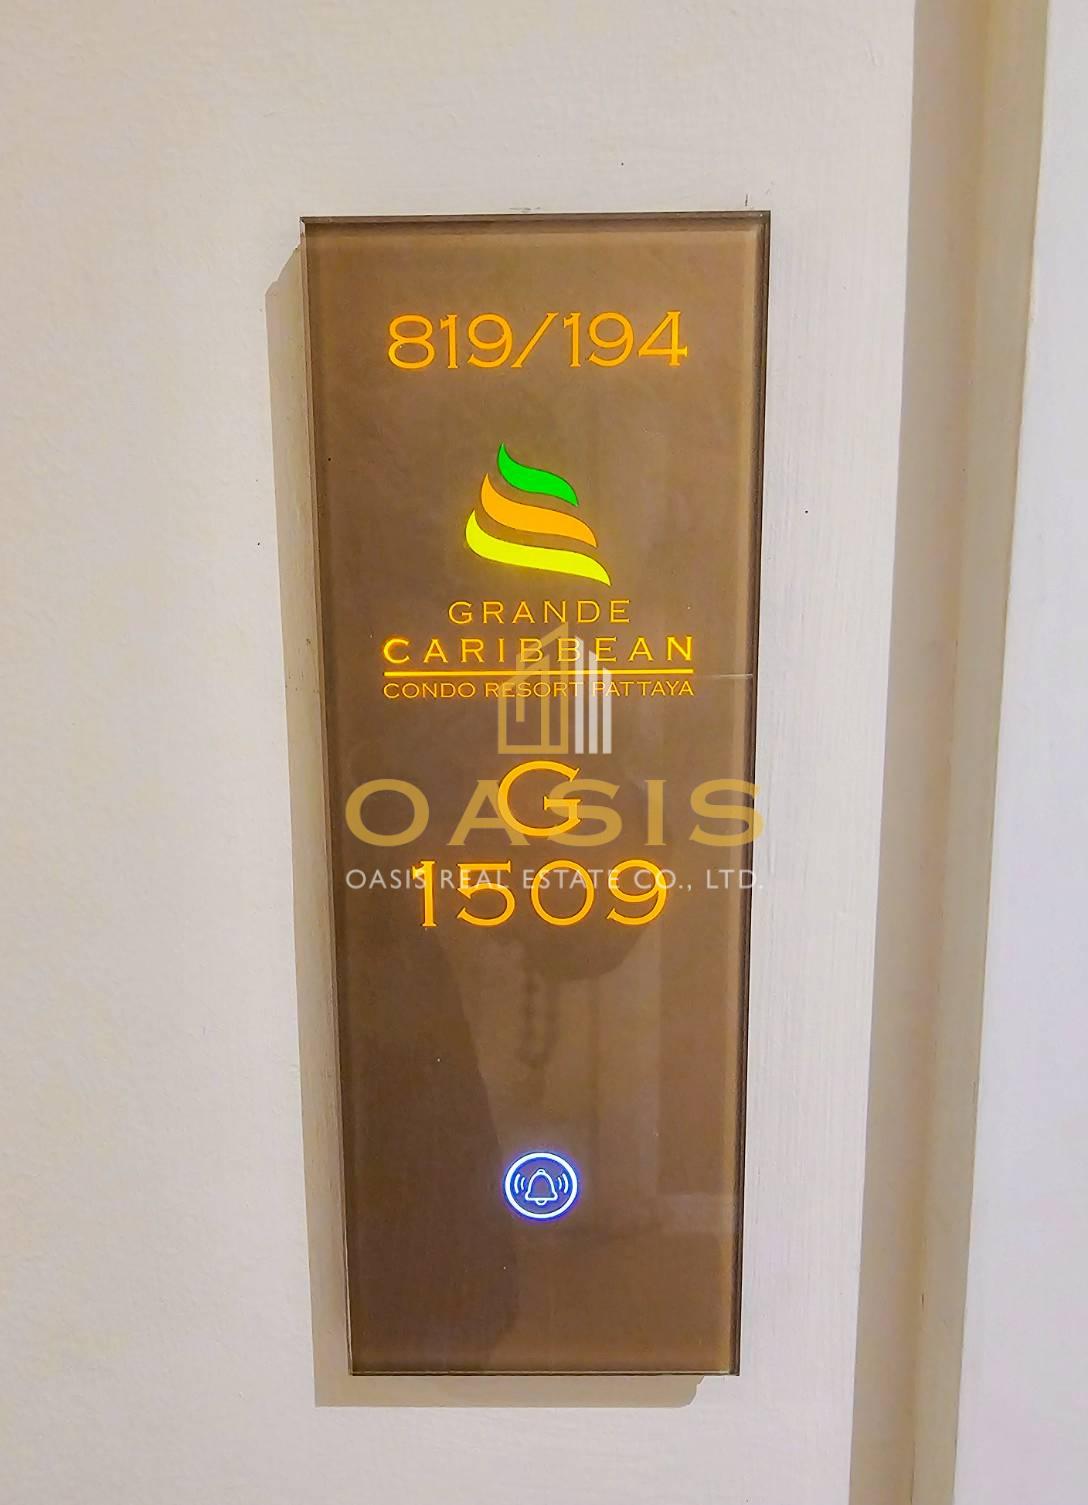 819/194
GRANDE
CARIBBEAN
CONDO RESORT PATTAYA
G
OASIS
1509
OASIS REAL ESTATE CO., LTD.